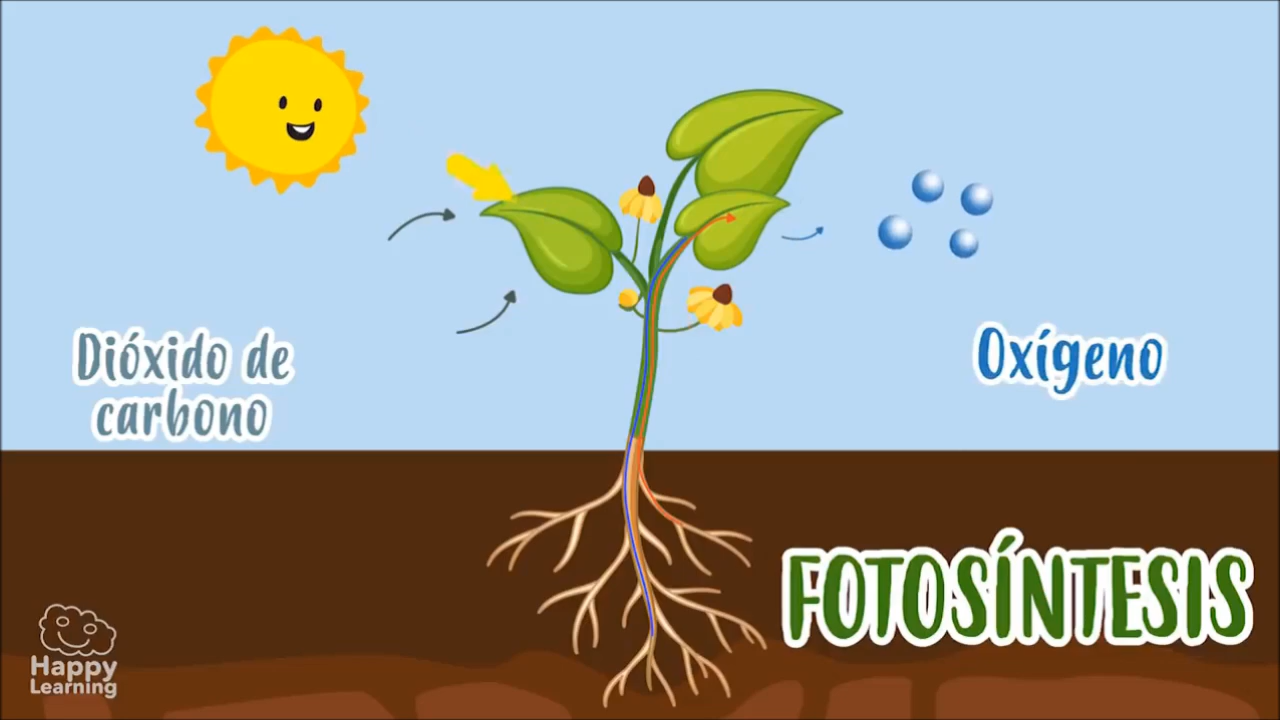 Dióxido de
carbono
Oxígeno
FOTOSÍNTESIS
Happy
Learning